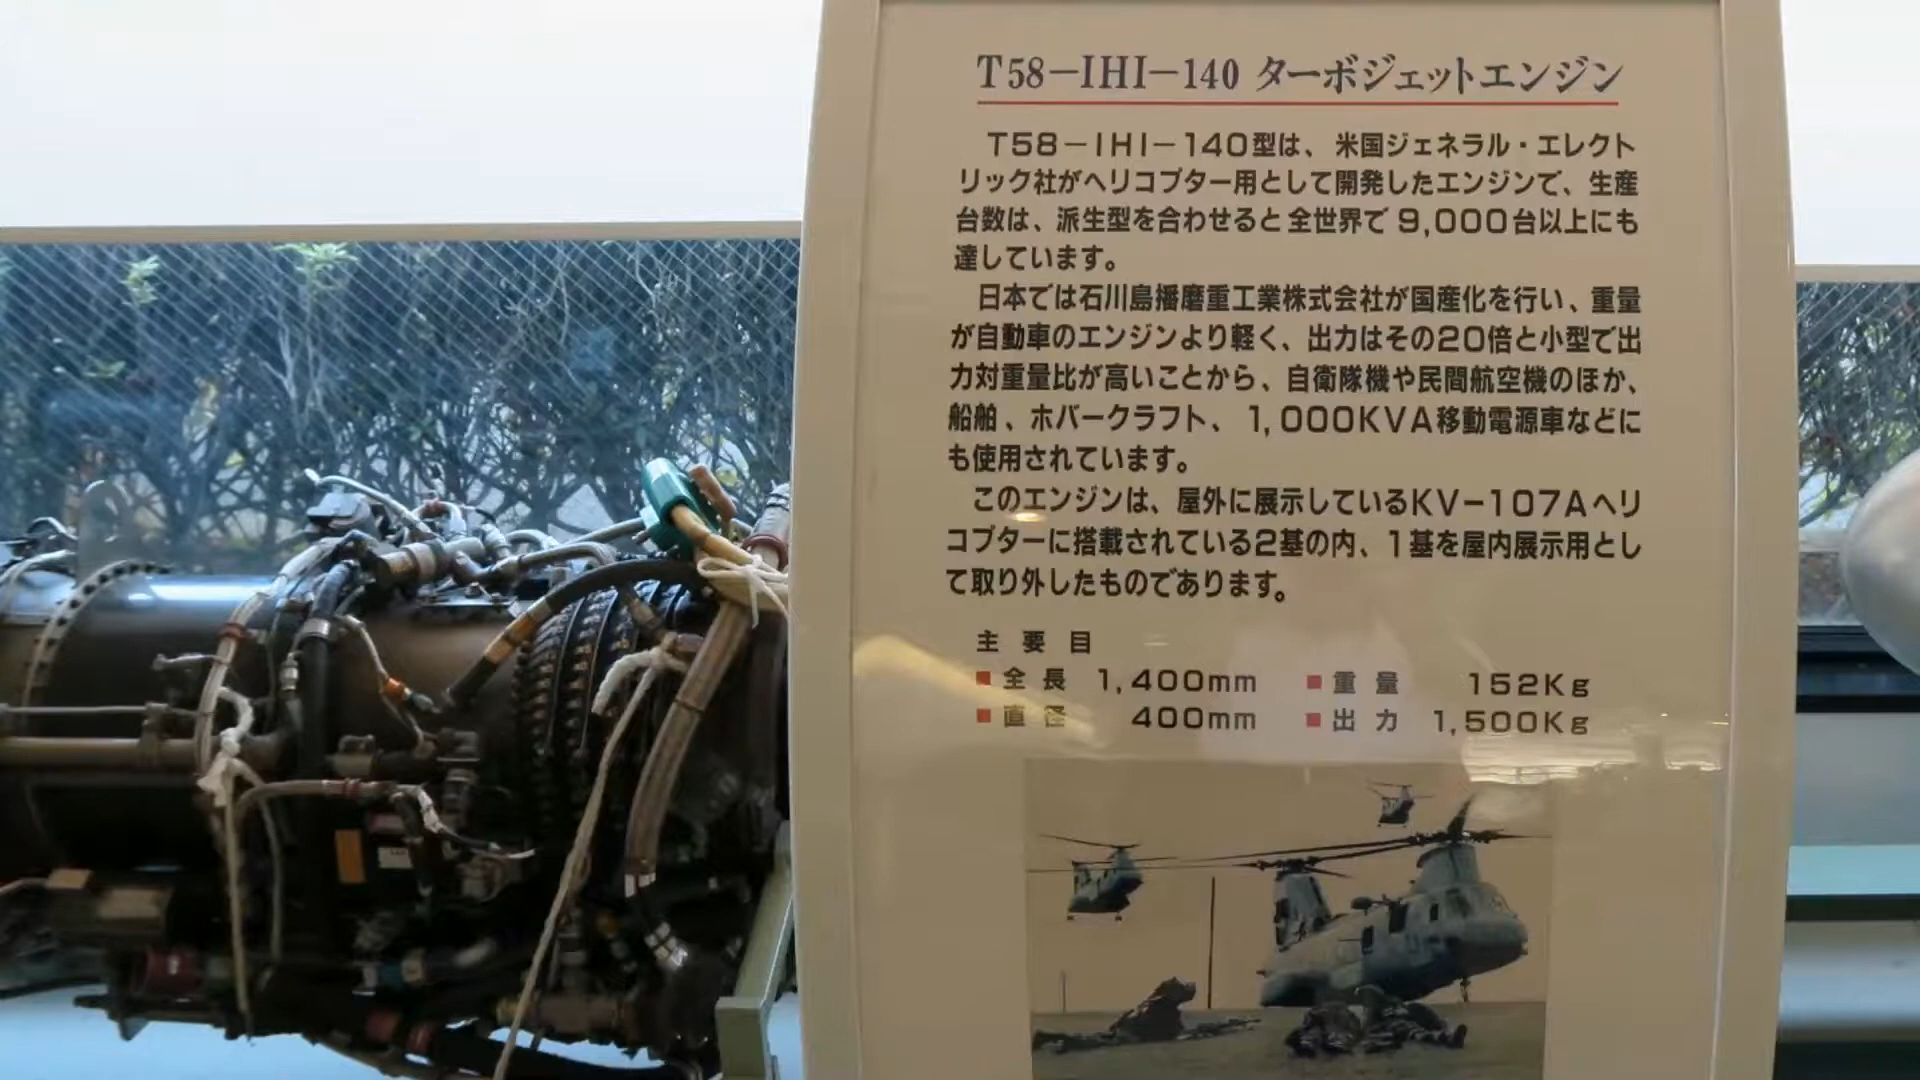 T58－IHI－140 ターボジェットエンジン
T58－IHI－140型は、米国ジェネラル・エレクト
リック社がヘリコプター用として開発したエンジンで、生産
台数は、派生型を合わせると全世界で9,000台以上にも
達しています。
日本では石川島播磨重工業株式会社が国産化を行い、重量
が自動車のエンジンより軽く、出力はその20倍と小型で出
力対重量比が高いことから、自衛隊機や民間航空機のほか、
船舶、ホバークラフト、1,000KVA移動電源車などに
も使用されています。
このエンジンは、屋外に展示しているKV－107Aヘリ
コプターに搭載されている2基の内、1基を屋内展示用とし
て取り外したものであります。
主要目
■全長 1,400mm ■重量 152Kg
■直径 400mm ■出力 1,500Kg